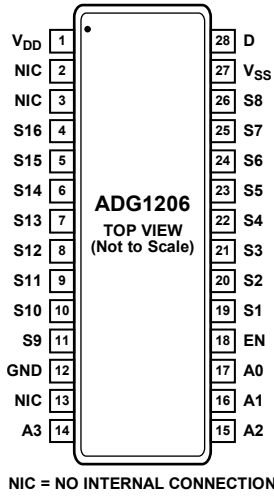 VDD 1 28 D
NIC 2 27 VSS
NIC 3 26 S8
S16 4 25 S7
S15 5 24 S6
S14 6 23 S5
S13 7 ADG1206 22 S4
S12 8 TOP VIEW 21 S3
(Not to Scale)
S11 9 20 S2
S10 10 19 S1
S9 11 18 EN
GND 12 17 A0
NIC 13 16 A1
A3 14 15 A2
NIC = NO INTERNAL CONNECTION